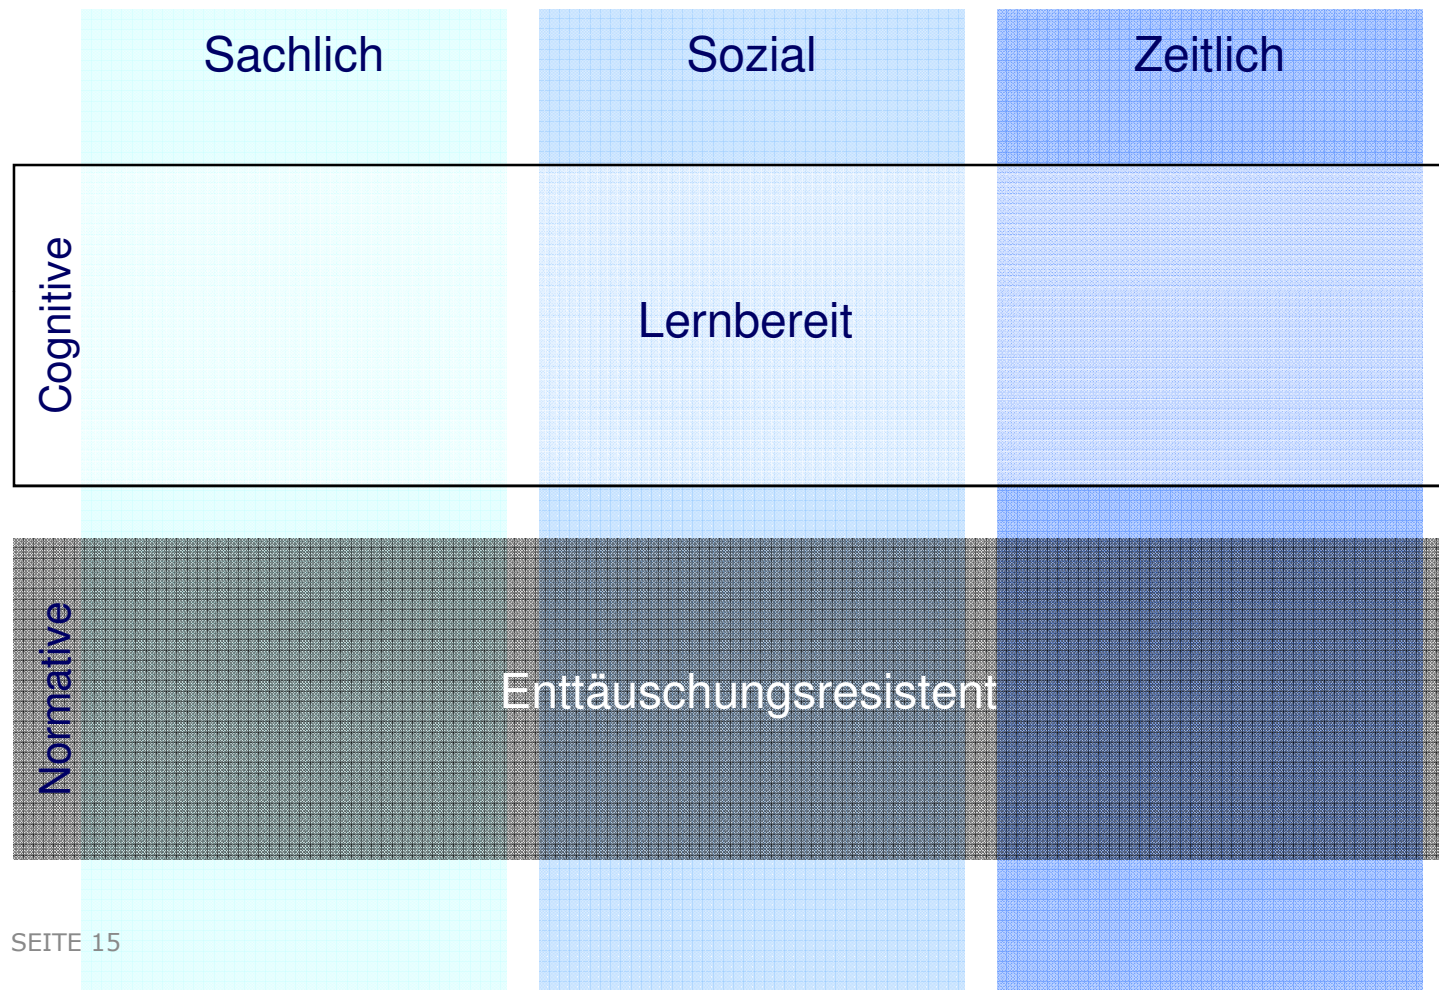 Sachlich
Sozial
Zeitlich
Cognitive
Lernbereit
Normative
Enttäuschungsresistent
SEITE 15